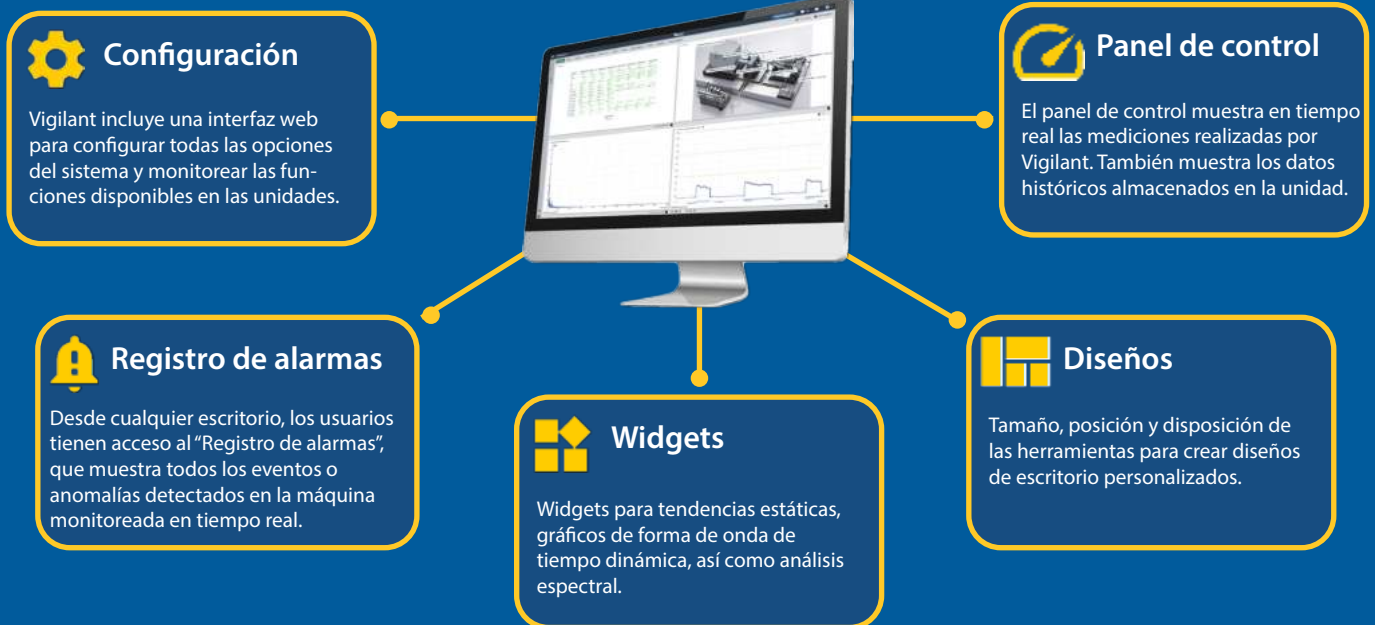 Configuración
Vigilant incluye una interfaz web
para configurar todas las opciones
del sistema y monitorear las fun-
ciones disponibles en las unidades.
Panel de control
El panel de control muestra en tiempo
real las mediciones realizadas por
Vigilant. También muestra los datos
históricos almacenados en la unidad.
Registro de alarmas
Desde cualquier escritorio, los usuarios
tienen acceso al “Registro de alarmas”,
que muestra todos los eventos o
anomalías detectados en la máquina
monitoreada en tiempo real.
Widgets
Widgets para tendencias estáticas,
gráficos de forma de onda de
tiempo dinámica, así como análisis
espectral.
Diseños
Tamaño, posición y disposición de
las herramientas para crear diseños
de escritorio personalizados.